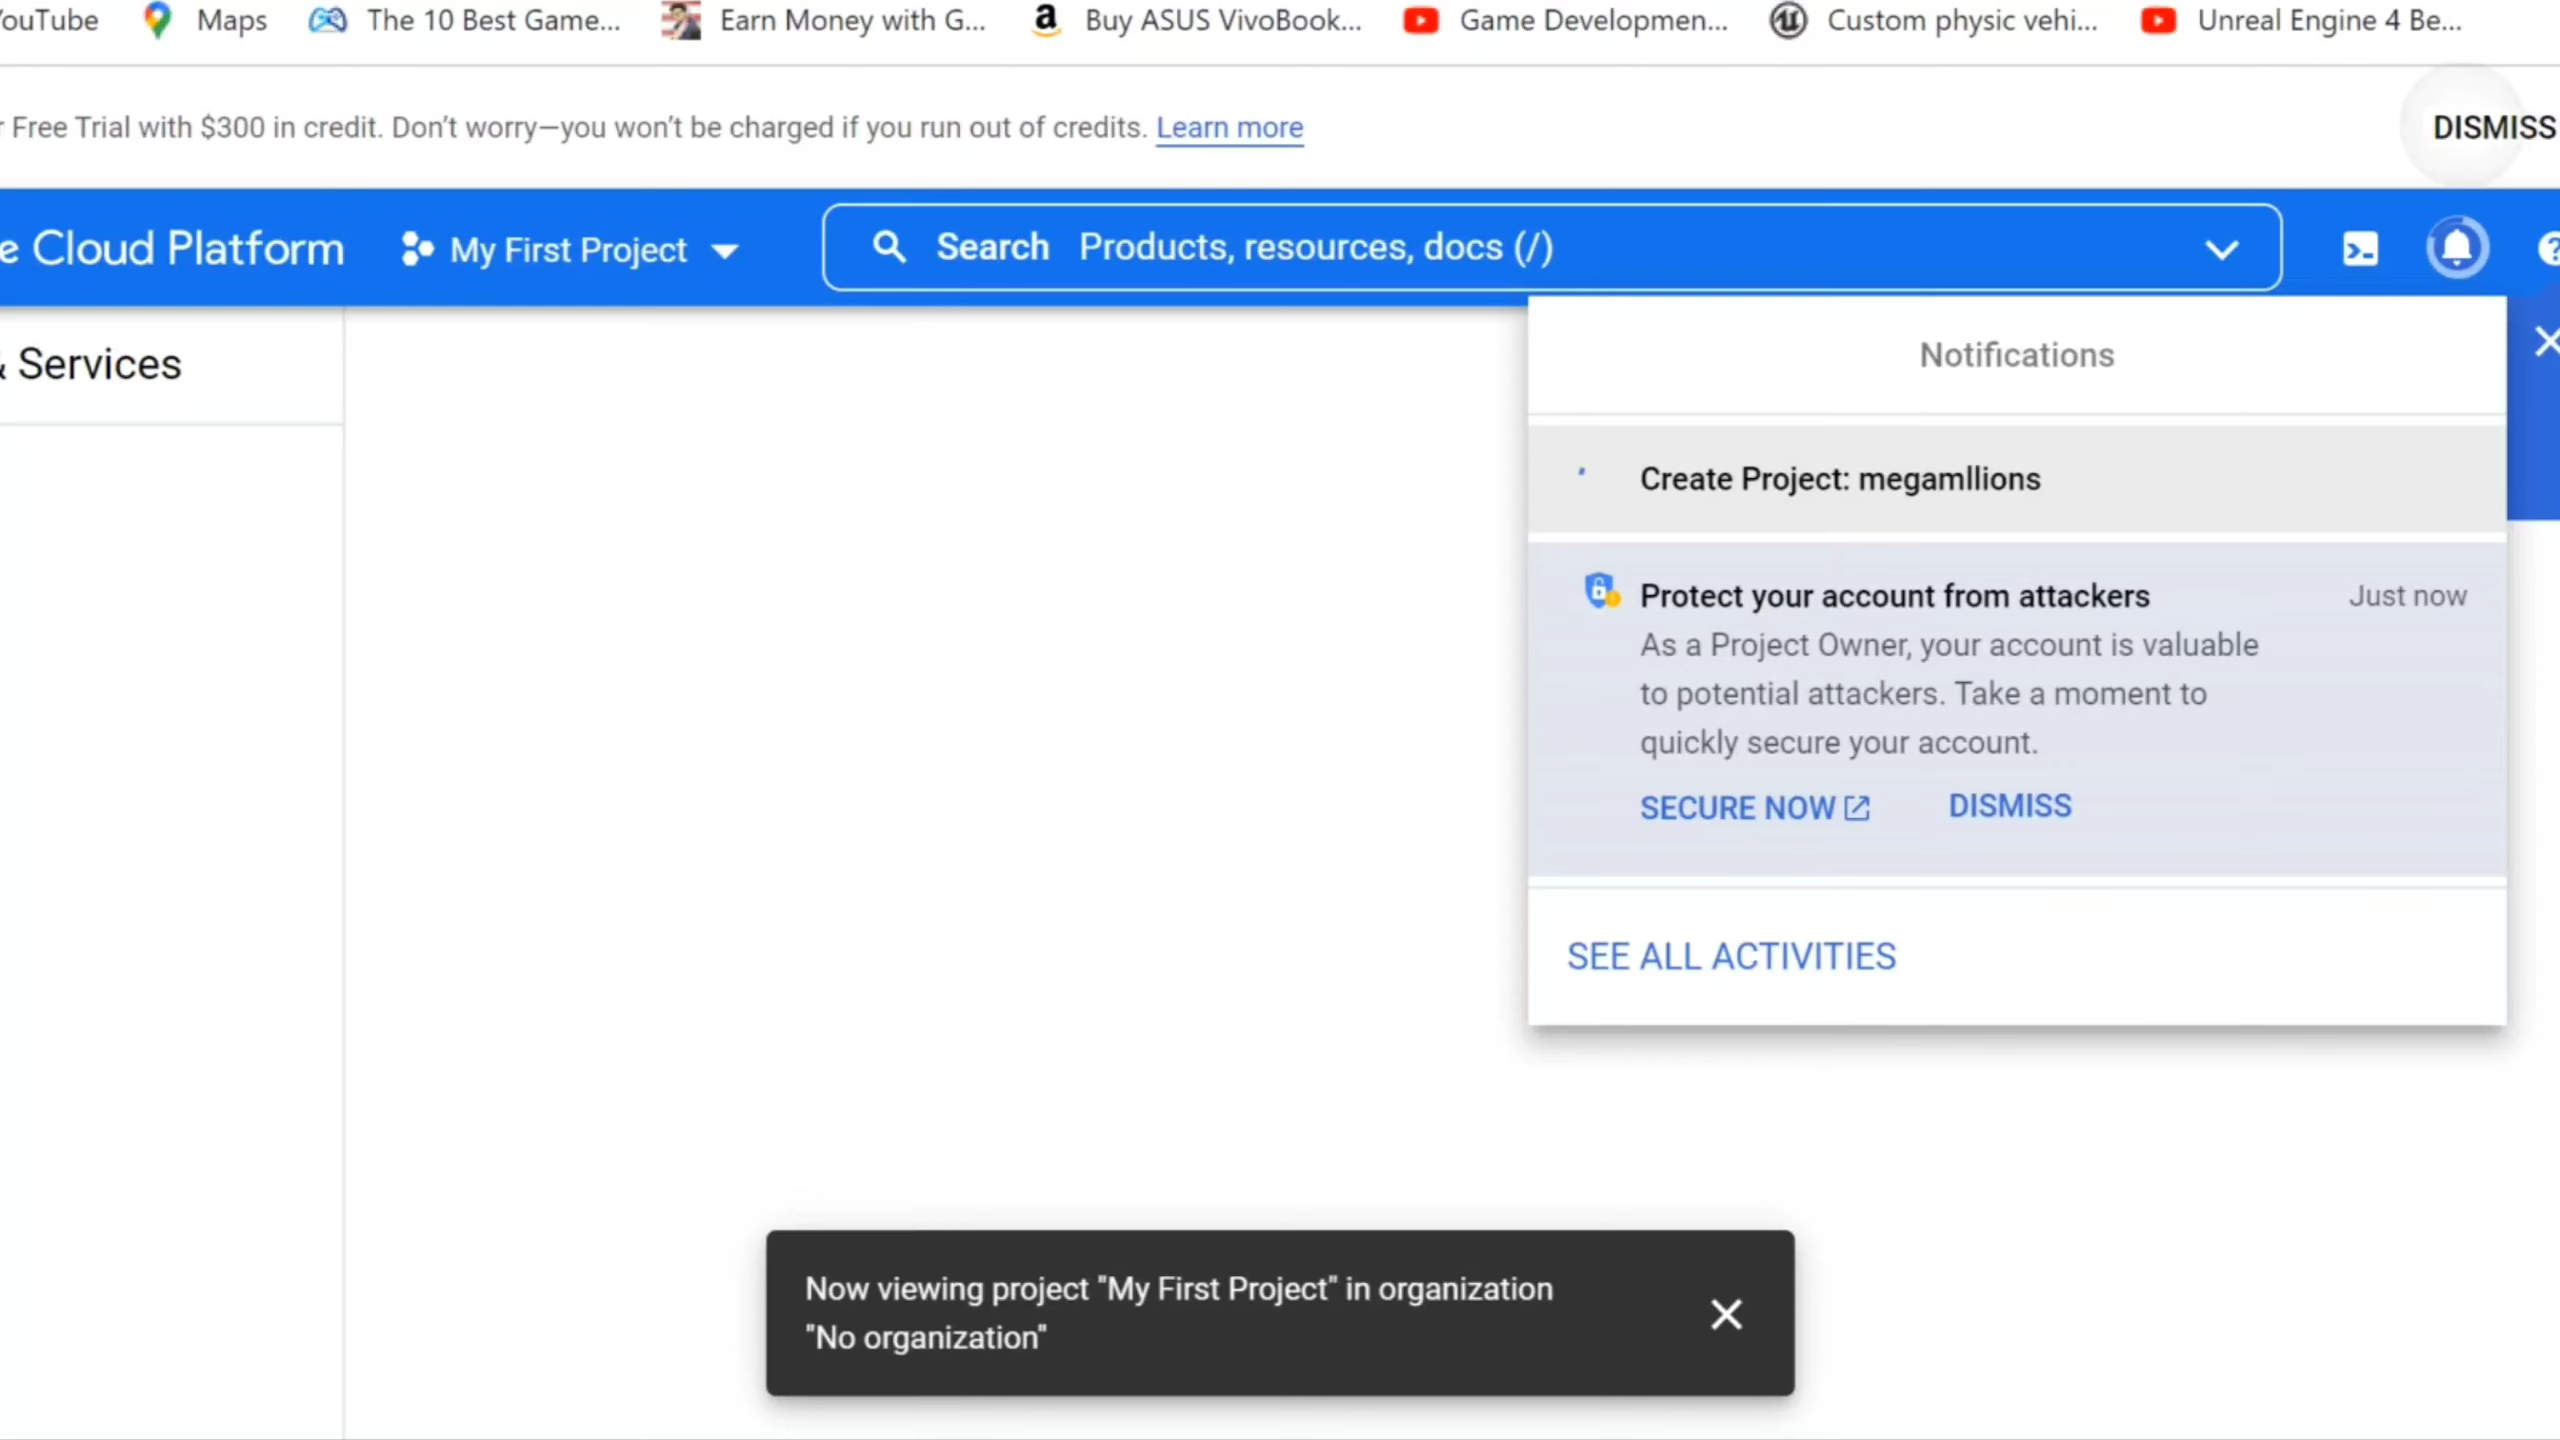 YouTube Maps The 10 Best Game... Earn Money with G... Buy ASUS VivoBook... Game Developmen... Custom physic vehi... Unreal Engine 4 Be...
r Free Trial with $300 in credit. Don't worry—you won't be charged if you run out of credits. Learn more DISMISS
e Cloud Platform My First Project Search Products, resources, docs (/)
& Services
Notifications
Create Project: megamllions
Protect your account from attackers Just now
As a Project Owner, your account is valuable
to potential attackers. Take a moment to
quickly secure your account.
SECURE NOW DISMISS
SEE ALL ACTIVITIES
Now viewing project "My First Project" in organization
"No organization"